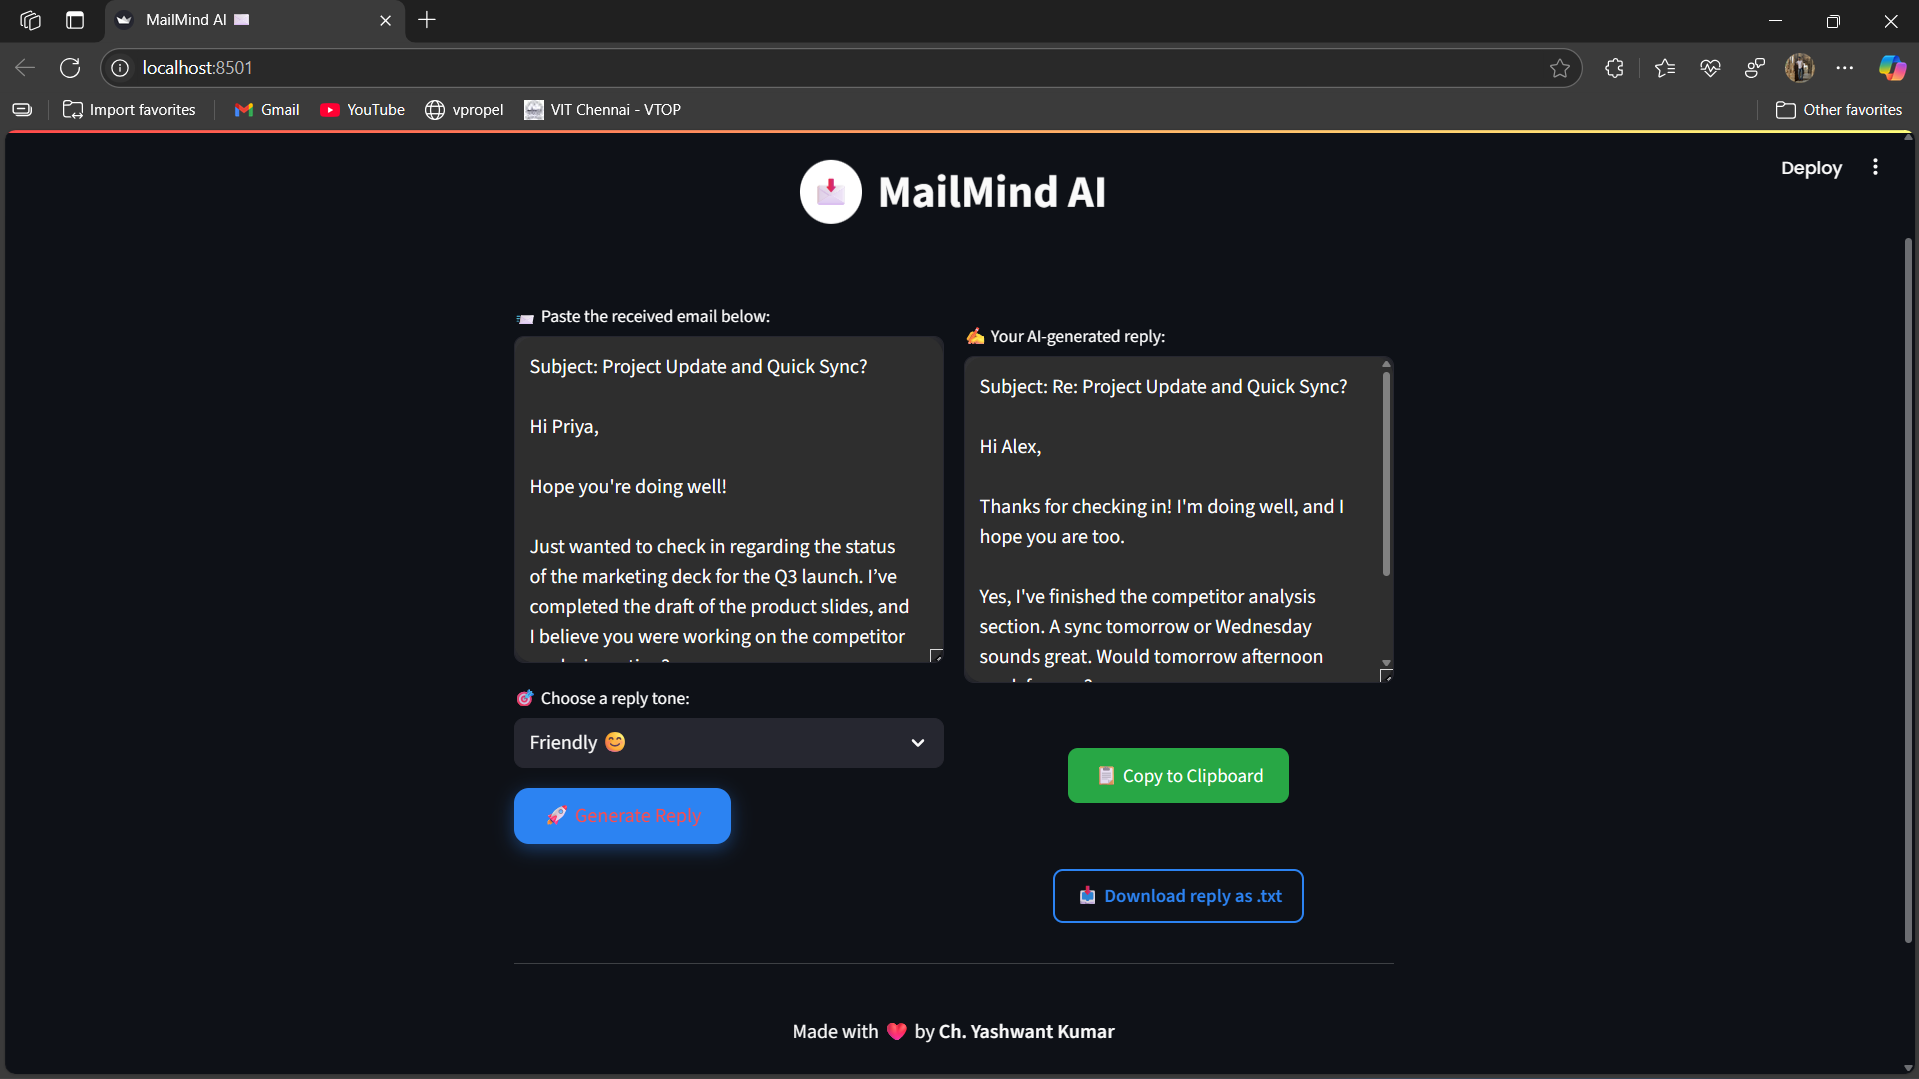 MailMind AI
localhost:8501
Import favorites
Gmail
YouTube
vpropel
VIT Chennai - VTOP
Other favorites
Deploy
MailMind AI
Paste the received email below:
Subject: Project Update and Quick Sync?
Hi Priya,
Hope you're doing well!
Just wanted to check in regarding the status
of the marketing deck for the Q3 launch. I’ve
completed the draft of the product slides, and
I believe you were working on the competitor
Choose a reply tone:
Friendly
Generate Reply
Your AI-generated reply:
Subject: Re: Project Update and Quick Sync?
Hi Alex,
Thanks for checking in! I'm doing well, and I
hope you are too.
Yes, I've finished the competitor analysis
section. A sync tomorrow or Wednesday
sounds great. Would tomorrow afternoon
Copy to Clipboard
Download reply as .txt
Made with by Ch. Yashwant Kumar